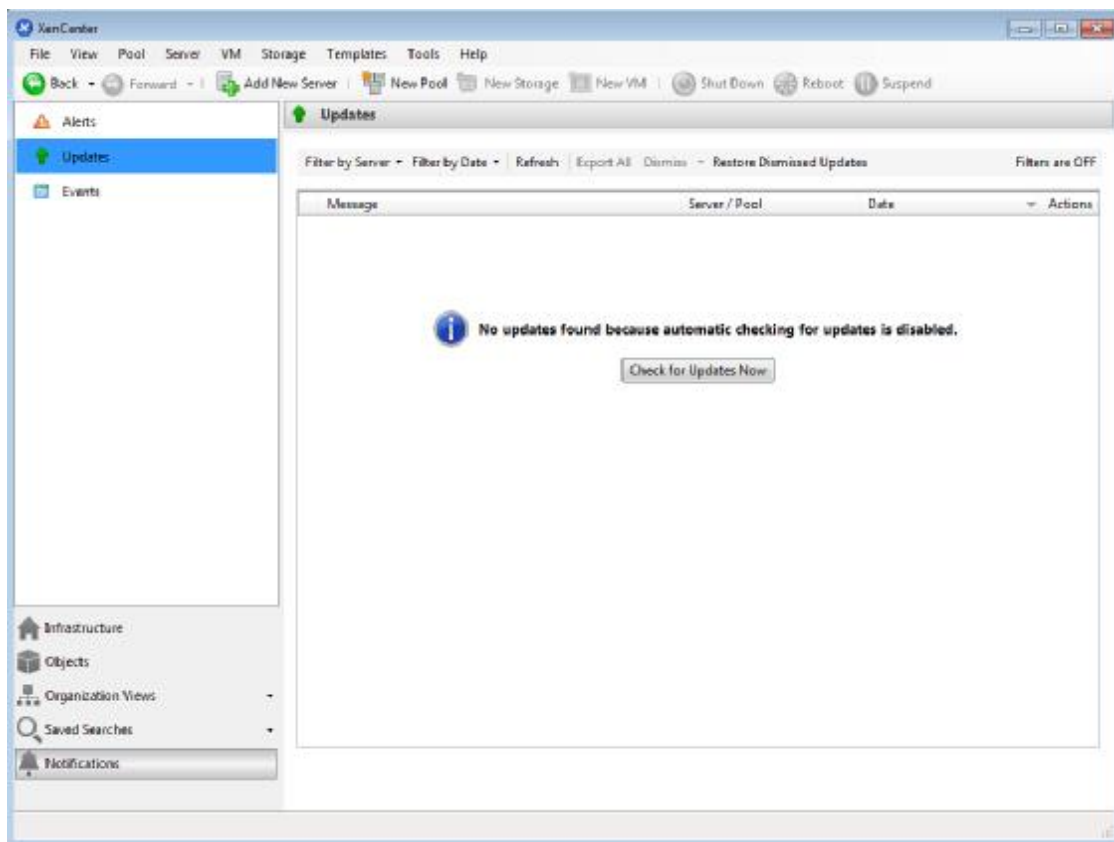 XenCenter
File View Pool Server VM Storage Templates Tools Help
Back Forward Add New Server New Pool New Storage New VM Shut Down Reboot Suspend
Alerts
Updates
Events
Updates
Filter by Server Filter by Date Refresh Export All Dismiss Restore Dismissed Updates Filters are OFF
Message Server / Pool Date Actions
No updates found because automatic checking for updates is disabled.
Check for Updates Now
Infrastructure
Objects
Organization Views
Saved Searches
Notifications